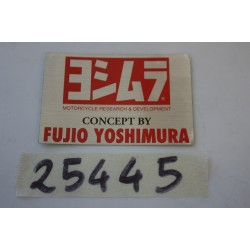 ヨシムラ
MOTORCYCLE RESEARCH & DEVELOPMENT
CONCEPT BY
FUJIO YOSHIMURA
25445